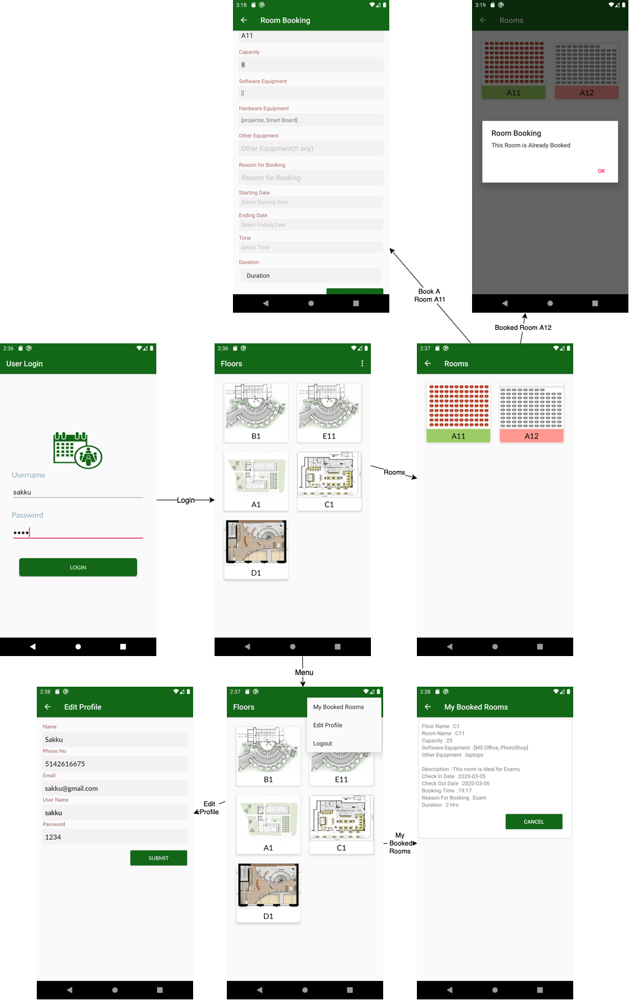 3:18
Room Booking
A11
Capacity
8
Software Equipment
[]
Hardware Equipment
[projector, Smart Board]
Other Equipment
Other Equipment(If any)
Reason for Booking
Reason for Booking
Starting Date
Select Starting Date
Ending Date
Select Ending Date
Time
Select Time
Duration
Duration
3:19
Rooms
A11
A12
Room Booking
This Room is Already Booked
OK
Book A
Room A11
Booked Room A12
2:36
User Login
Username
sakku
Password
LOGIN
Login
2:36
Floors
B1
E11
A1
C1
D1
Rooms
2:37
Rooms
A11
A12
Menu
2:38
Edit Profile
Name
Sakku
Phone No
5142616675
Email
sakku@gmail.com
User Name
sakku
Password
1234
SUBMIT
Edit
Profile
2:37
Floors
My Booked Rooms
Edit Profile
Logout
B1
E11
A1
C1
D1
My
Booked
Rooms
2:38
My Booked Rooms
Floor Name :C1
Room Name :C11
Capacity :25
Software Equipment :[MS Office, PhotoShop]
Other Equipment :laptops
Description :This room is ideal for Exams
Check In Date :2020-03-05
Check Out Date :2020-03-06
Booking Time :19:17
Reason For Booking :Exam
Duration :2 Hrs
CANCEL